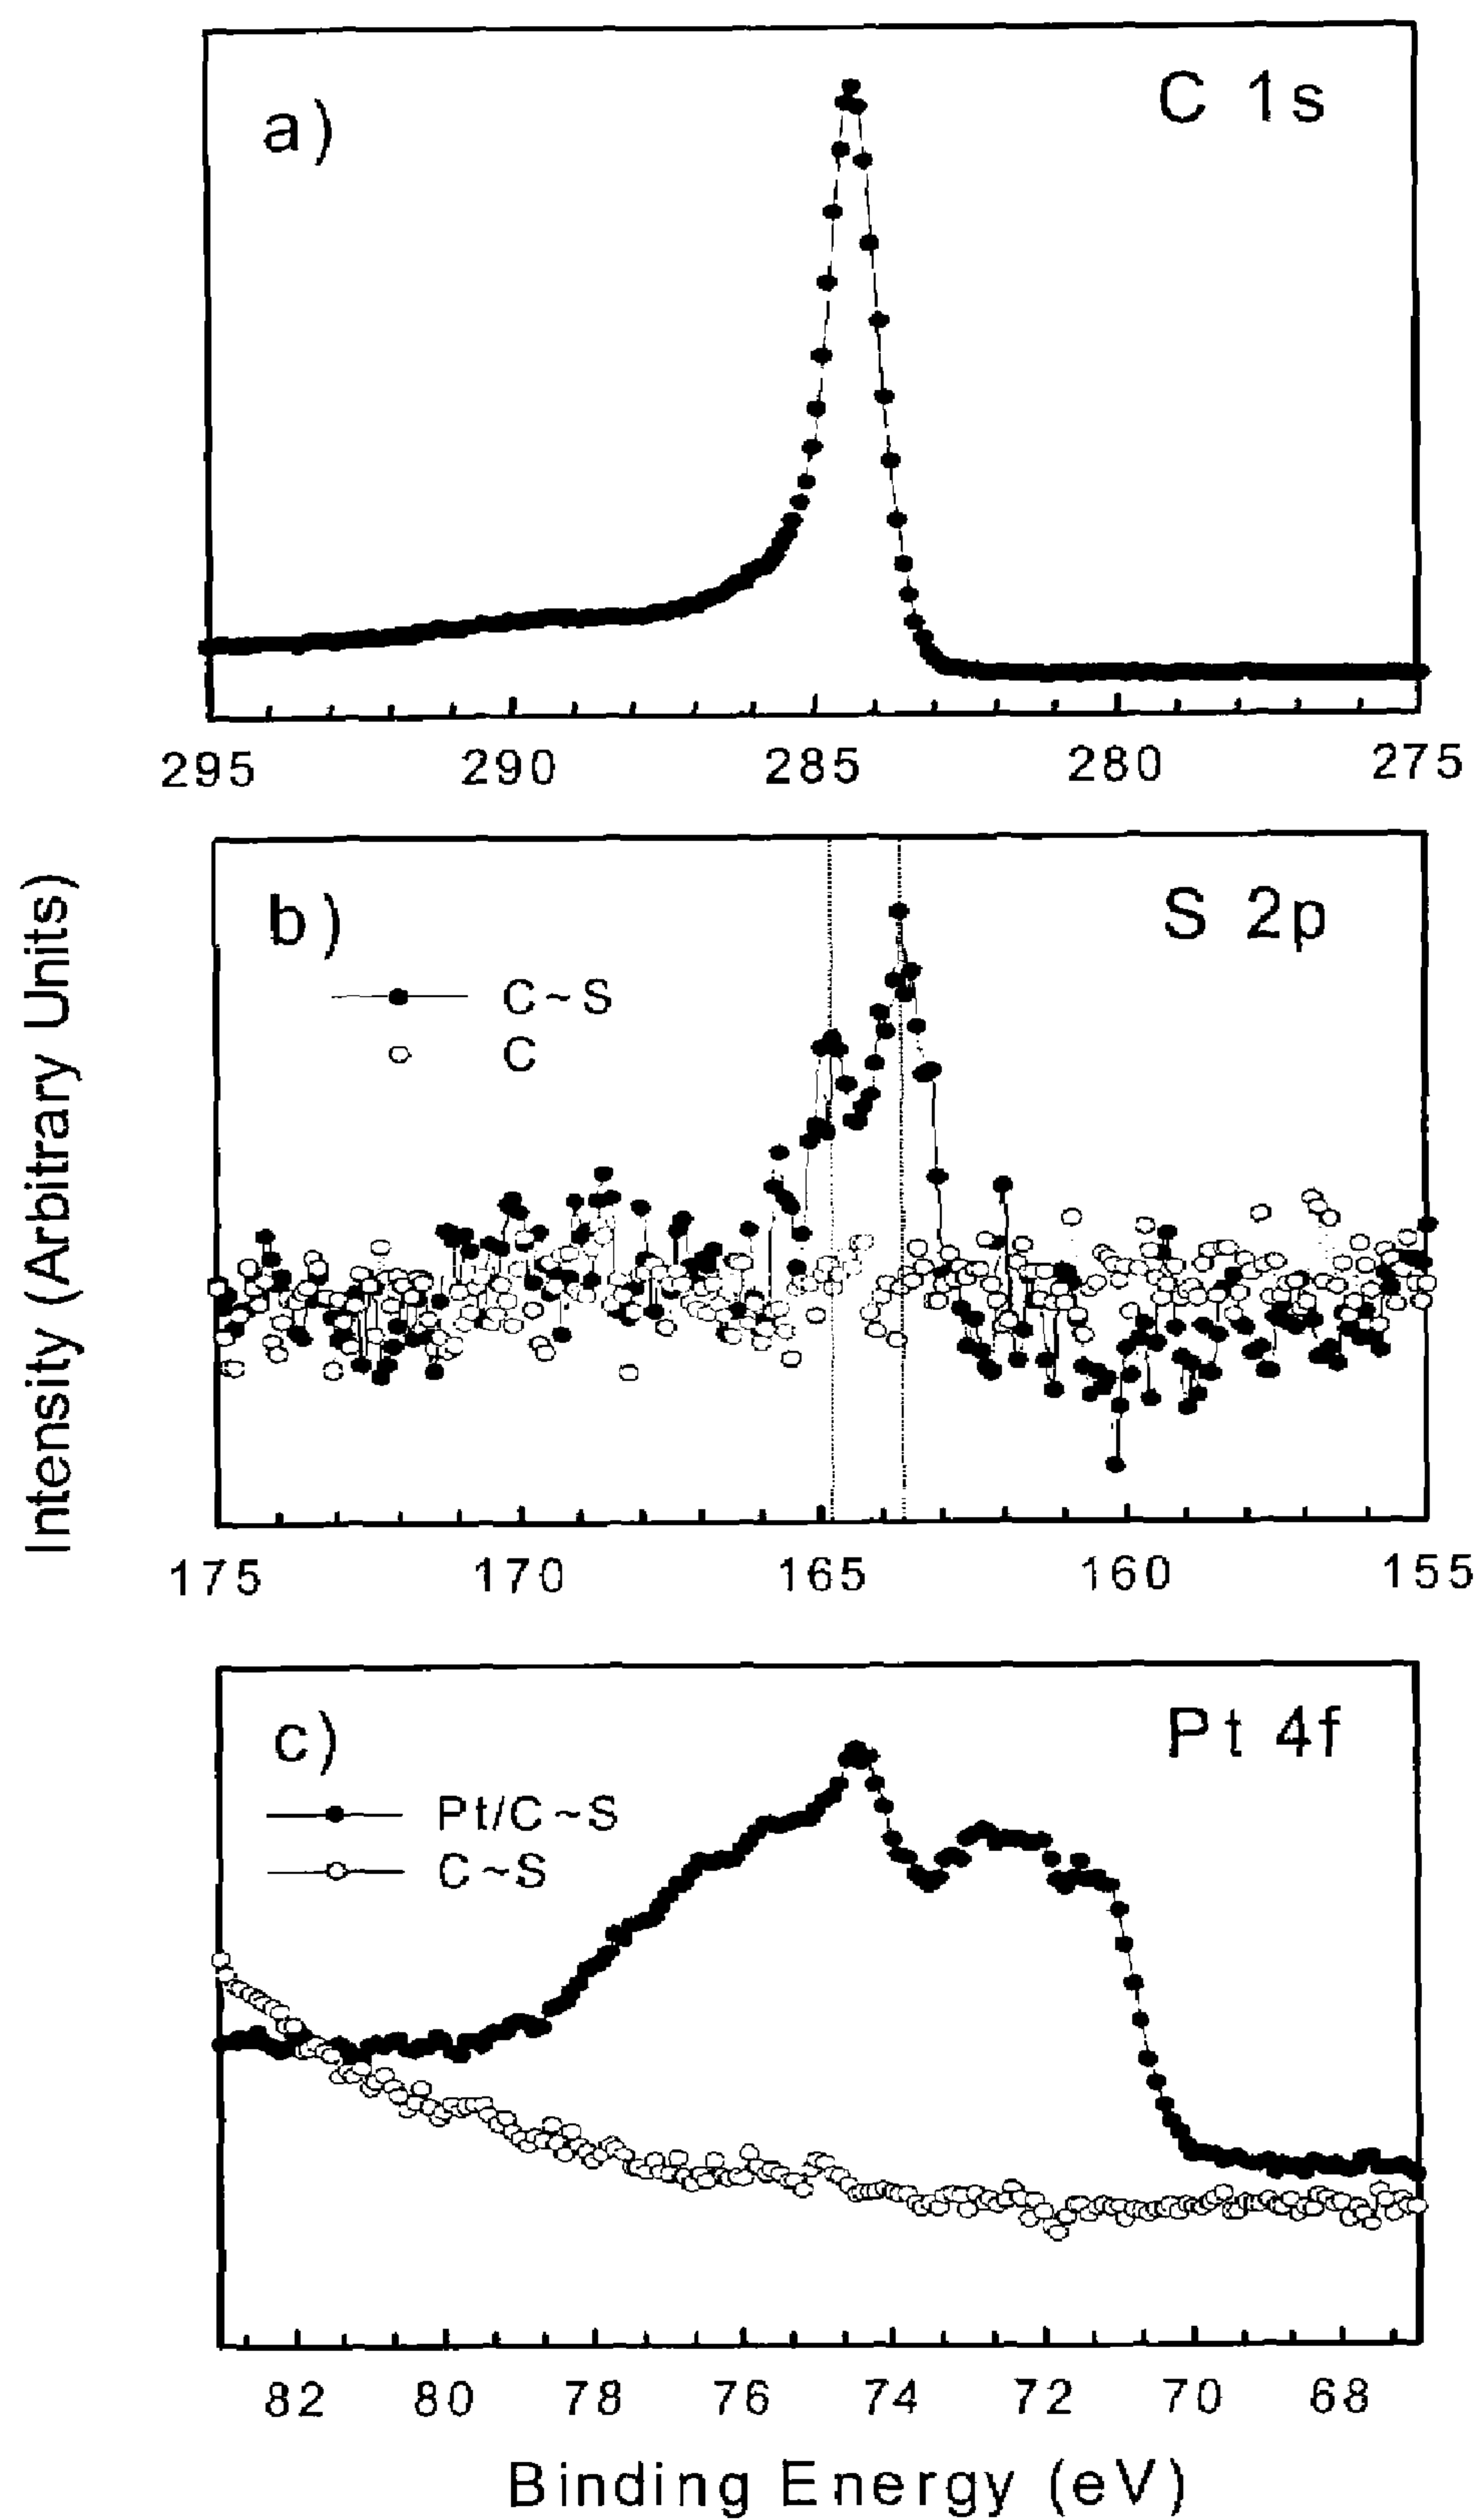 a)
C 1s
295 290 285 280 275
b)
S 2p
C~S
C
175 170 165 160 155
c)
Pt 4f
Pt/C~S
C~S
82 80 78 76 74 72 70 68
Binding Energy (eV)
Intensity (Arbitrary Units)